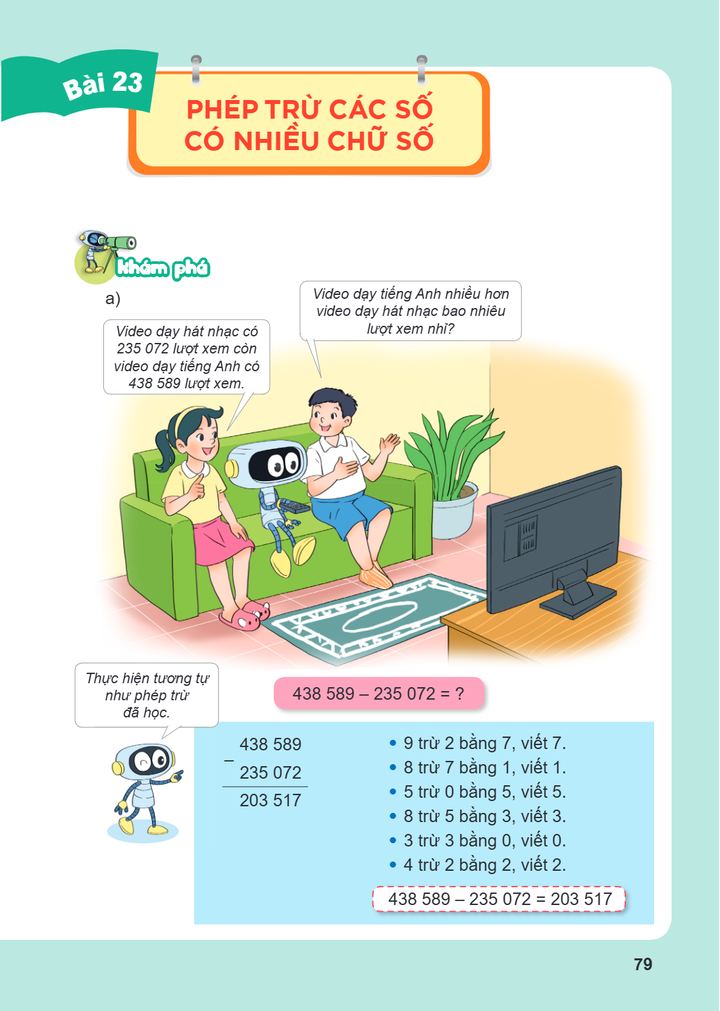 Bài 23
PHÉP TRỪ CÁC SỐ
CÓ NHIỀU CHỮ SỐ
Khám phá
a)
Video dạy tiếng Anh nhiều hơn
video dạy hát nhạc bao nhiêu
lượt xem nhỉ?
Video dạy hát nhạc có
235 072 lượt xem còn
video dạy tiếng Anh có
438 589 lượt xem.
Thực hiện tương tự
như phép trừ
đã học.
438 589 – 235 072 = ?
438 589
–
235 072
203 517
• 9 trừ 2 bằng 7, viết 7.
• 8 trừ 7 bằng 1, viết 1.
• 5 trừ 0 bằng 5, viết 5.
• 8 trừ 5 bằng 3, viết 3.
• 3 trừ 3 bằng 0, viết 0.
• 4 trừ 2 bằng 2, viết 2.
438 589 – 235 072 = 203 517
79